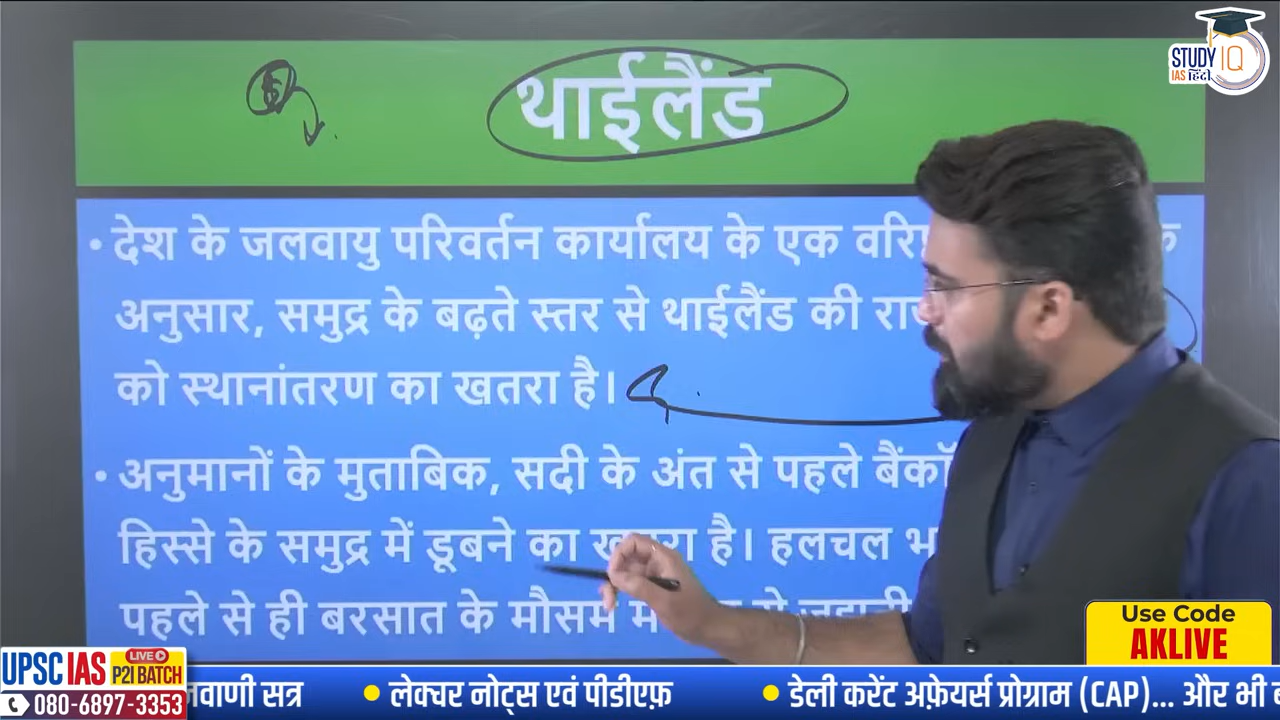 STUDY IQ
IAS हिंदी
थाईलैंड
• देश के जलवायु परिवर्तन कार्यालय के एक
अनुसार, समुद्र के बढ़ते स्तर से थाईलैंड की
को स्थानांतरण का खतरा है।
• अनुमानों के मुताबिक, सदी के अंत से पहले
हिस्से के समुद्र में डूबने का है। हलचल
पहले से ही बरसात के मौसम
Use Code
AKLIVE
UPSC IAS LIVE
P2I BATCH
080-6897-3353
सत्र • लेक्चर नोट्स एवं पीडीएफ़ • डेली करेंट अफ़ेयर्स प्रोग्राम (CAP)... और भी